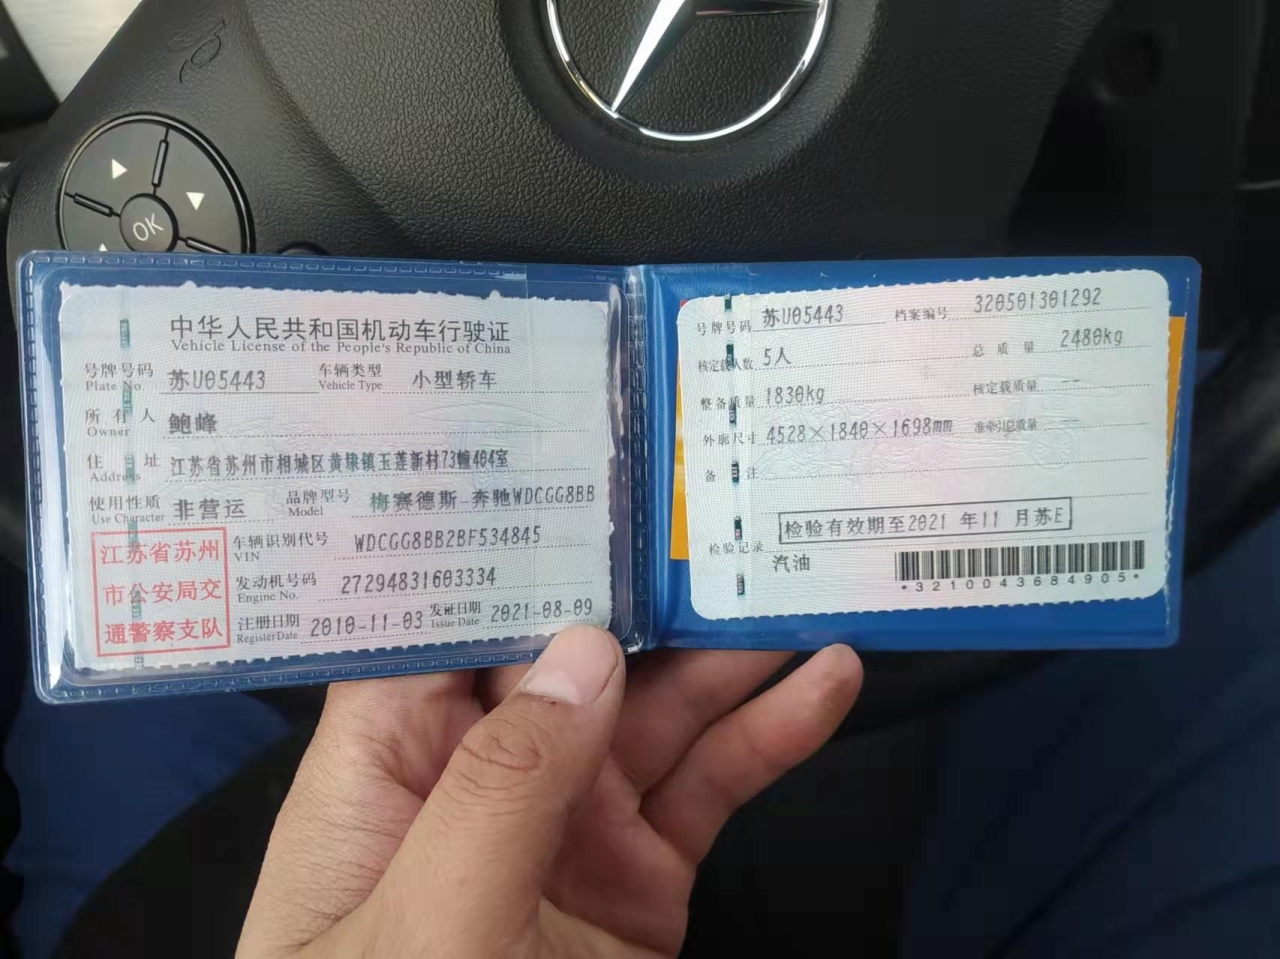 OK
中华人民共和国机动车行驶证
Vehicle License of the People's Republic of China
号牌号码 苏U05443 车辆类型 小型轿车
Plate No. Vehicle Type
所有人 鲍峰
Owner
住址 江苏省苏州市相城区黄埭镇玉莲新村73幢404室
Address
使用性质 非营运 品牌型号 梅赛德斯-奔驰WDCGG8BB
Use Character Model
江苏省苏州
市公安局交
通警察支队
车辆识别代号 WDCGG8BB2BF534845
VIN
发动机号码 27294831603334
Engine No.
注册日期 2010-11-03 发证日期 2021-08-09
Register Date Issue Date
号牌号码 苏U05443 档案编号 320501301292
核定载人数 5人 总质量 2480kg
整备质量 1830kg 核定载质量 --
外廓尺寸 4528×1840×1698mm 准牵引总质量 --
备注
检验有效期至2021 年11 月苏E
检验记录
汽油
*3210043684905*